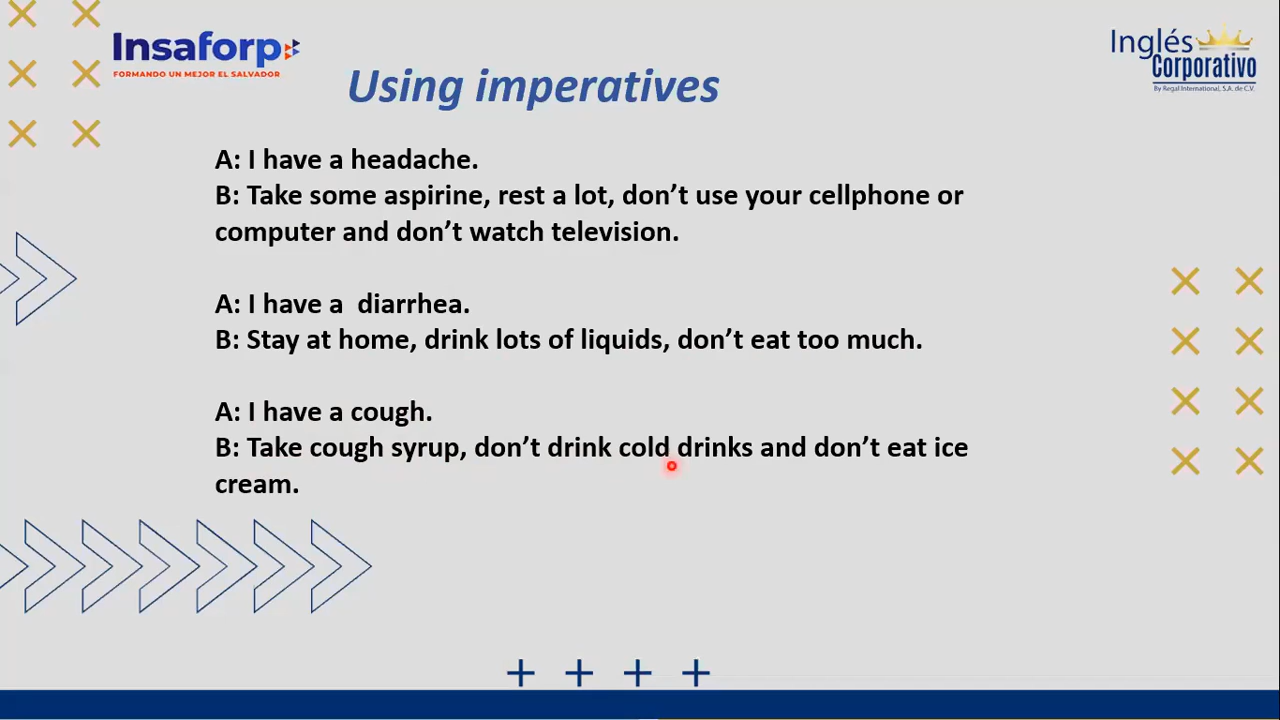 Insaforp
FORMANDO UN MEJOR EL SALVADOR
Inglés
Corporativo
By Regal International, S.A. de C.V.
Using imperatives
A: I have a headache.
B: Take some aspirine, rest a lot, don’t use your cellphone or
computer and don’t watch television.
A: I have a  diarrhea.
B: Stay at home, drink lots of liquids, don’t eat too much.
A: I have a cough.
B: Take cough syrup, don’t drink cold drinks and don’t eat ice
cream.